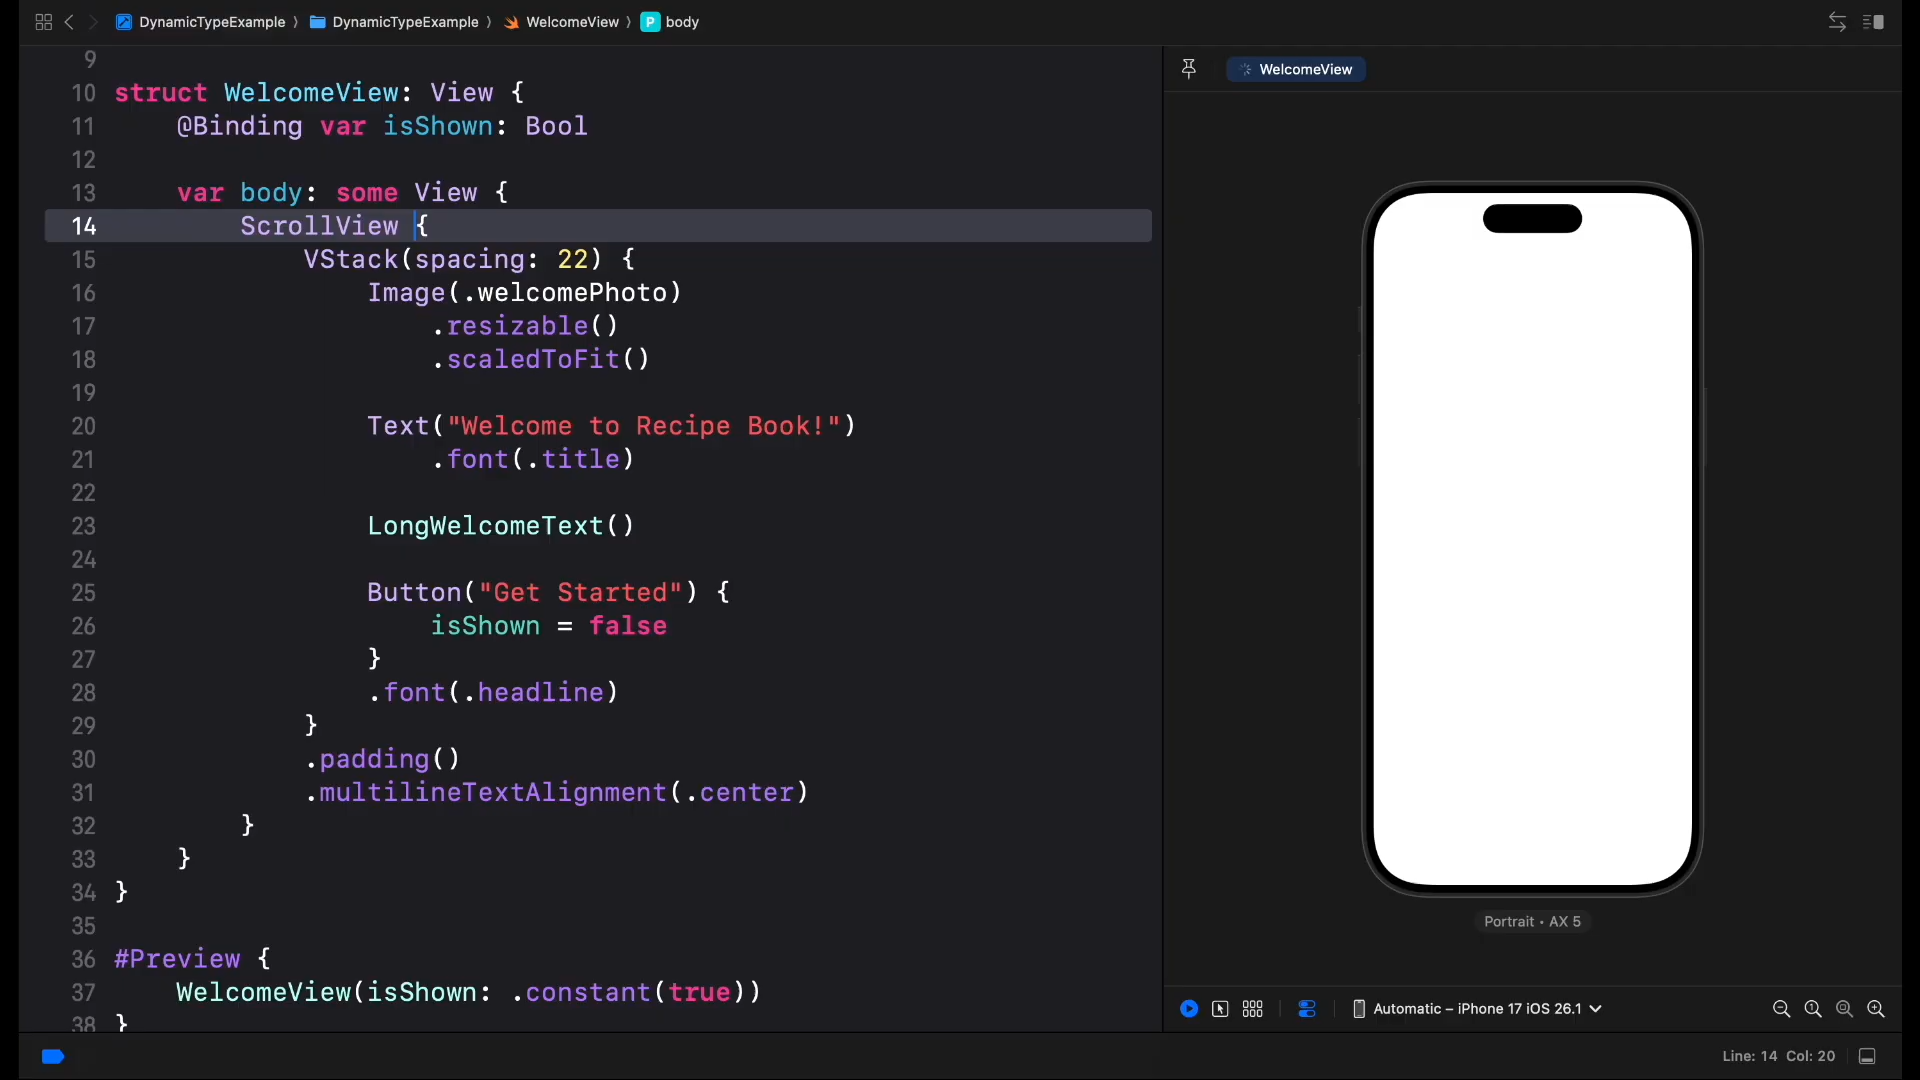 DynamicTypeExample 〉 DynamicTypeExample 〉 WelcomeView 〉 P body
9
10 struct WelcomeView: View {
11     @Binding var isShown: Bool
12
13     var body: some View {
14         ScrollView {
15             VStack(spacing: 22) {
16                 Image(.welcomePhoto)
17                     .resizable()
18                     .scaledToFit()
19
20                 Text("Welcome to Recipe Book!")
21                     .font(.title)
22
23                 LongWelcomeText()
24
25                 Button("Get Started") {
26                     isShown = false
27                 }
28                 .font(.headline)
29             }
30             .padding()
31             .multilineTextAlignment(.center)
32         }
33     }
34 }
35
36 #Preview {
37     WelcomeView(isShown: .constant(true))
38 }
WelcomeView
Portrait • AX 5
Automatic – iPhone 17 iOS 26.1
Line: 14 Col: 20